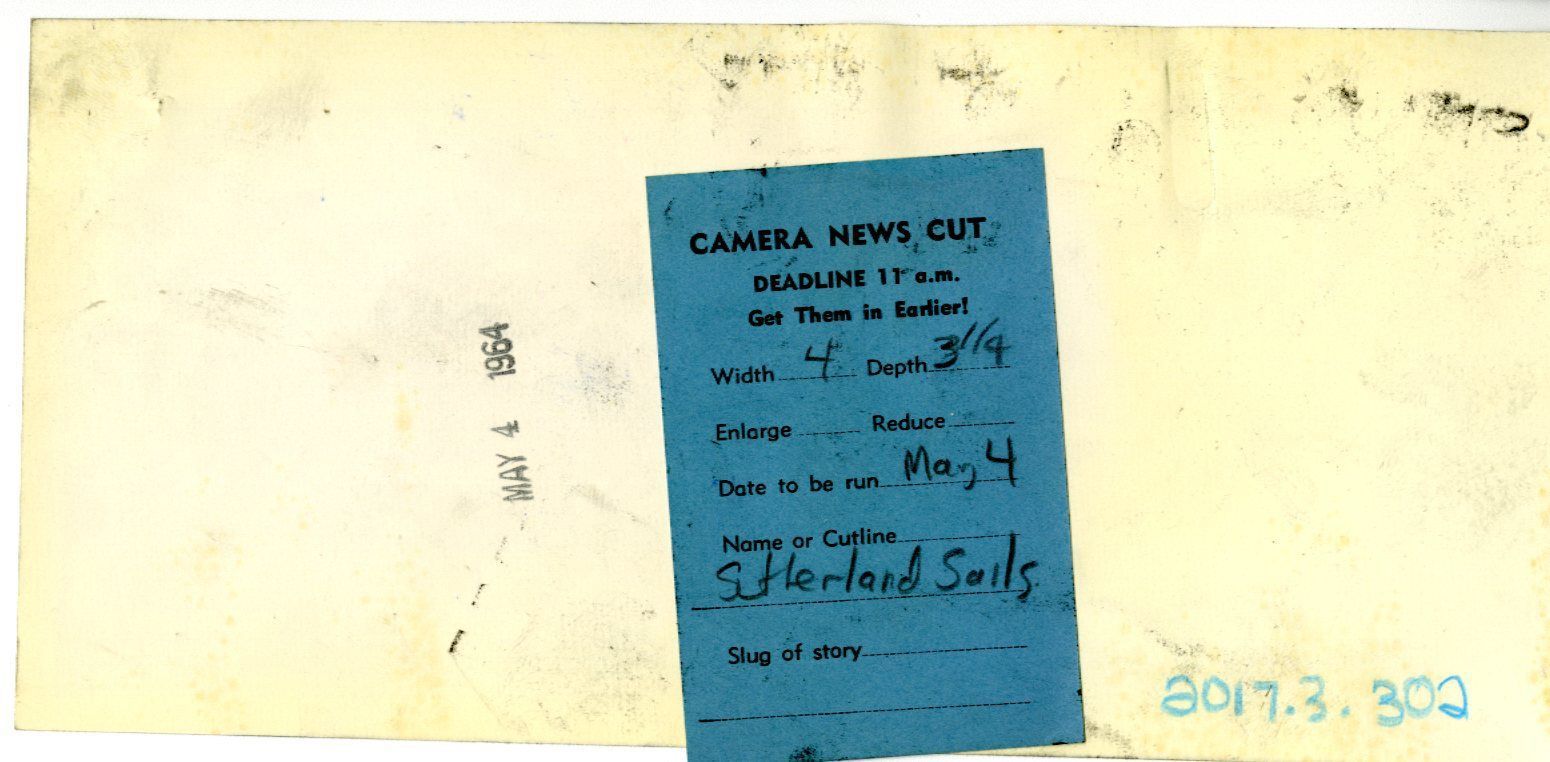 MAY 4 1964
CAMERA NEWS CUT
DEADLINE 11 a.m.
Get Them in Earlier!
Width 4 Depth 3 1/4
Enlarge Reduce
Date to be run May 4
Name or Cutline
Sutterland Sails
Slug of story
2017.3.302